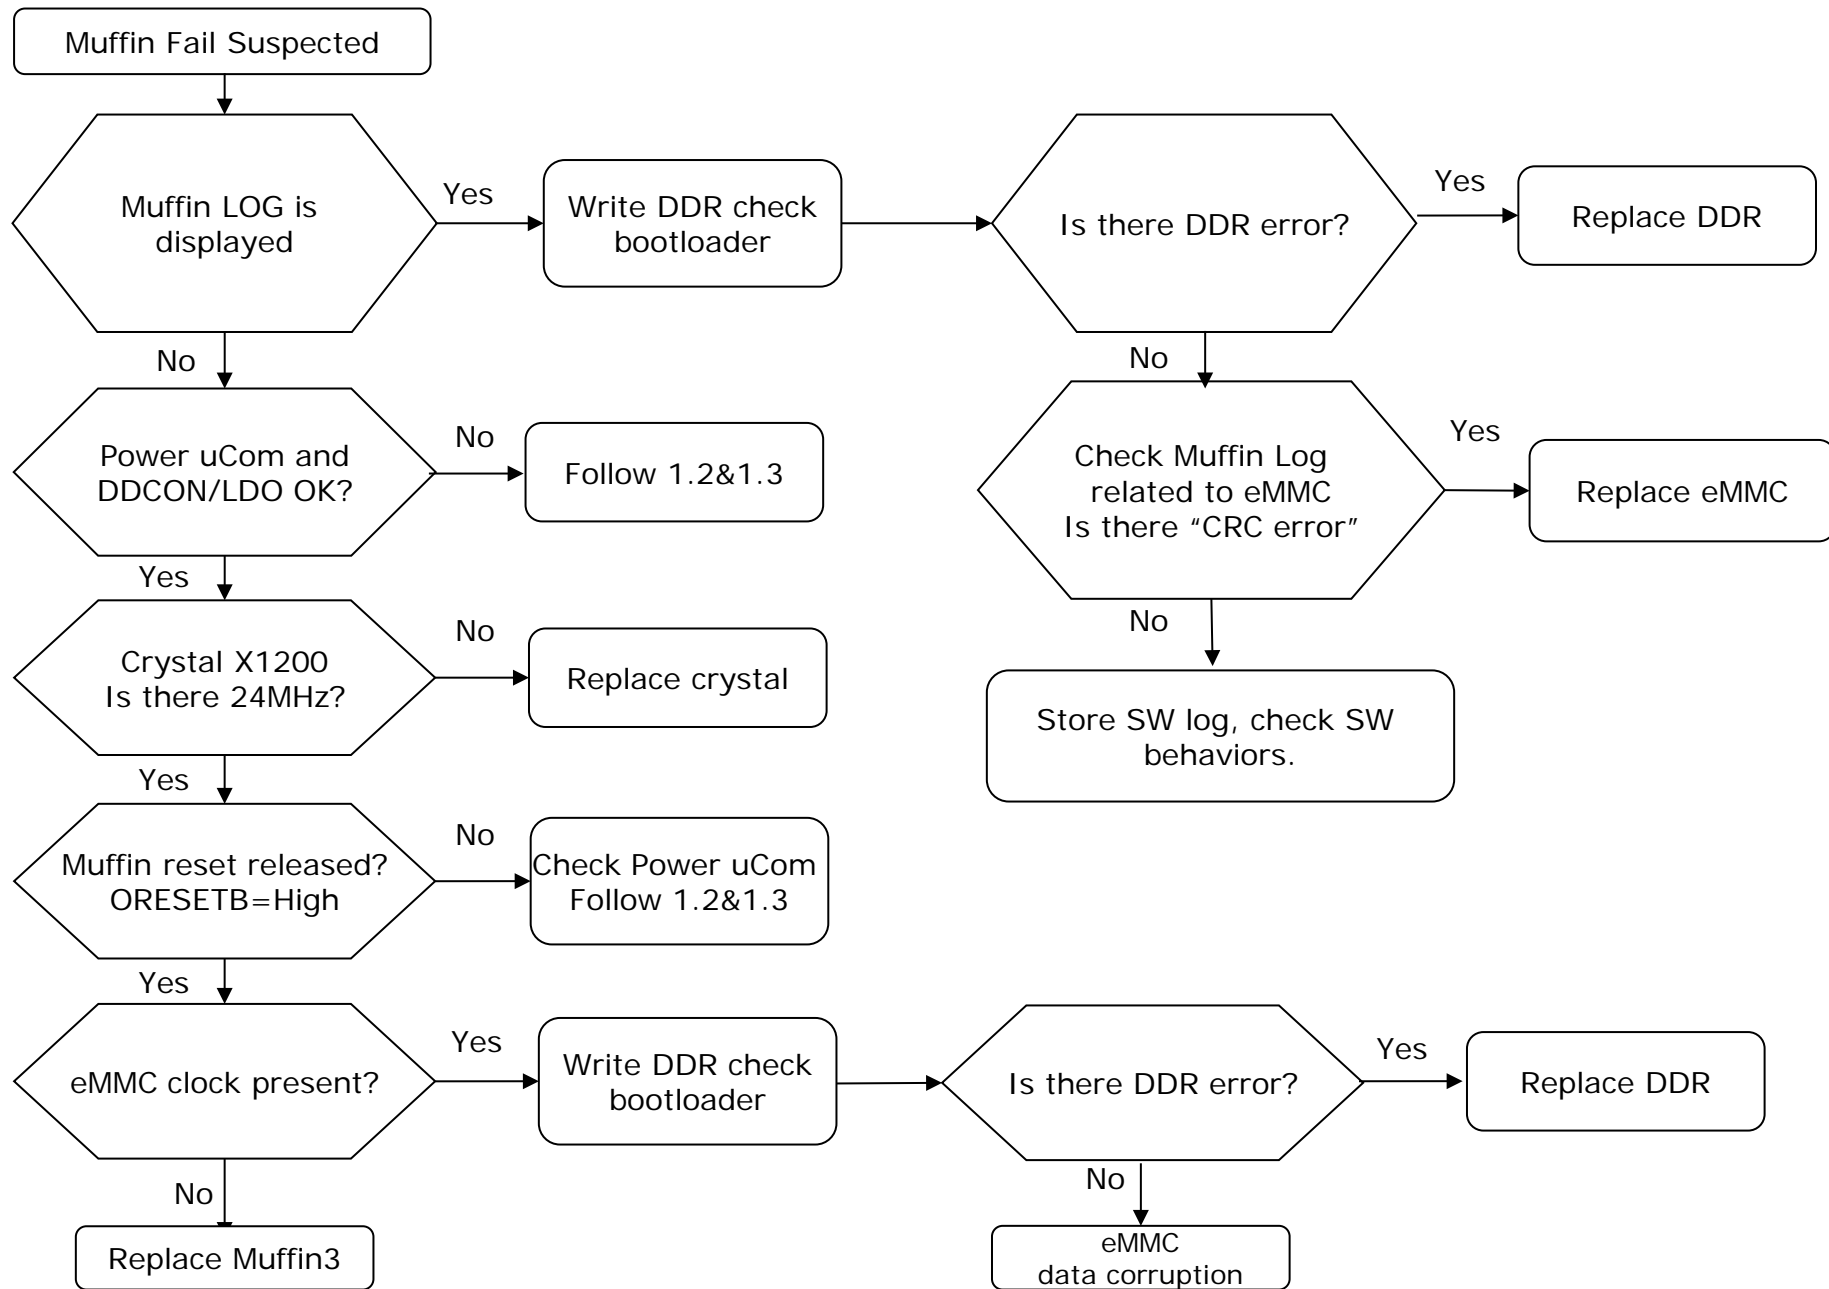 Muffin Fail Suspected
Muffin LOG is
displayed
Yes
Write DDR check
bootloader
Is there DDR error?
Yes
Replace DDR
No
No
Power uCom and
DDCON/LDO OK?
No
Follow 1.2&1.3
Check Muffin Log
related to eMMC
Is there “CRC error”
Yes
Replace eMMC
Yes
No
Crystal X1200
Is there 24MHz?
No
Replace crystal
Store SW log, check SW
behaviors.
Yes
Muffin reset released?
ORESETB=High
No
Check Power uCom
Follow 1.2&1.3
Yes
eMMC clock present?
Yes
Write DDR check
bootloader
Is there DDR error?
Yes
Replace DDR
No
No
Replace Muffin3
eMMC
data corruption